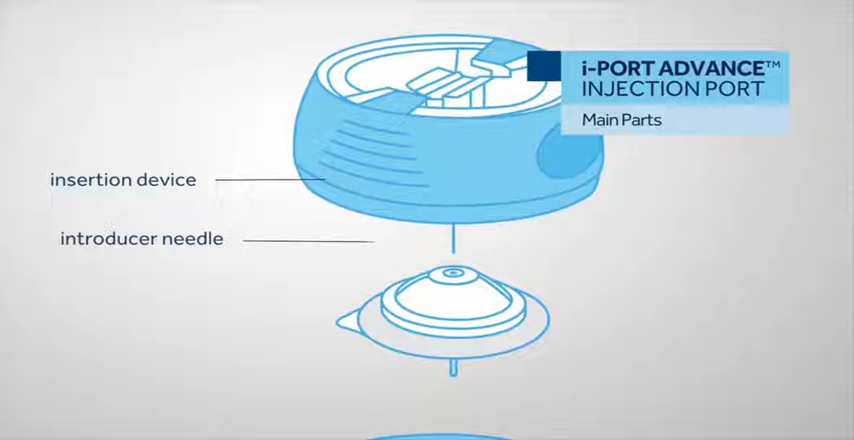 i-PORT ADVANCE™
INJECTION PORT
Main Parts
insertion device
introducer needle